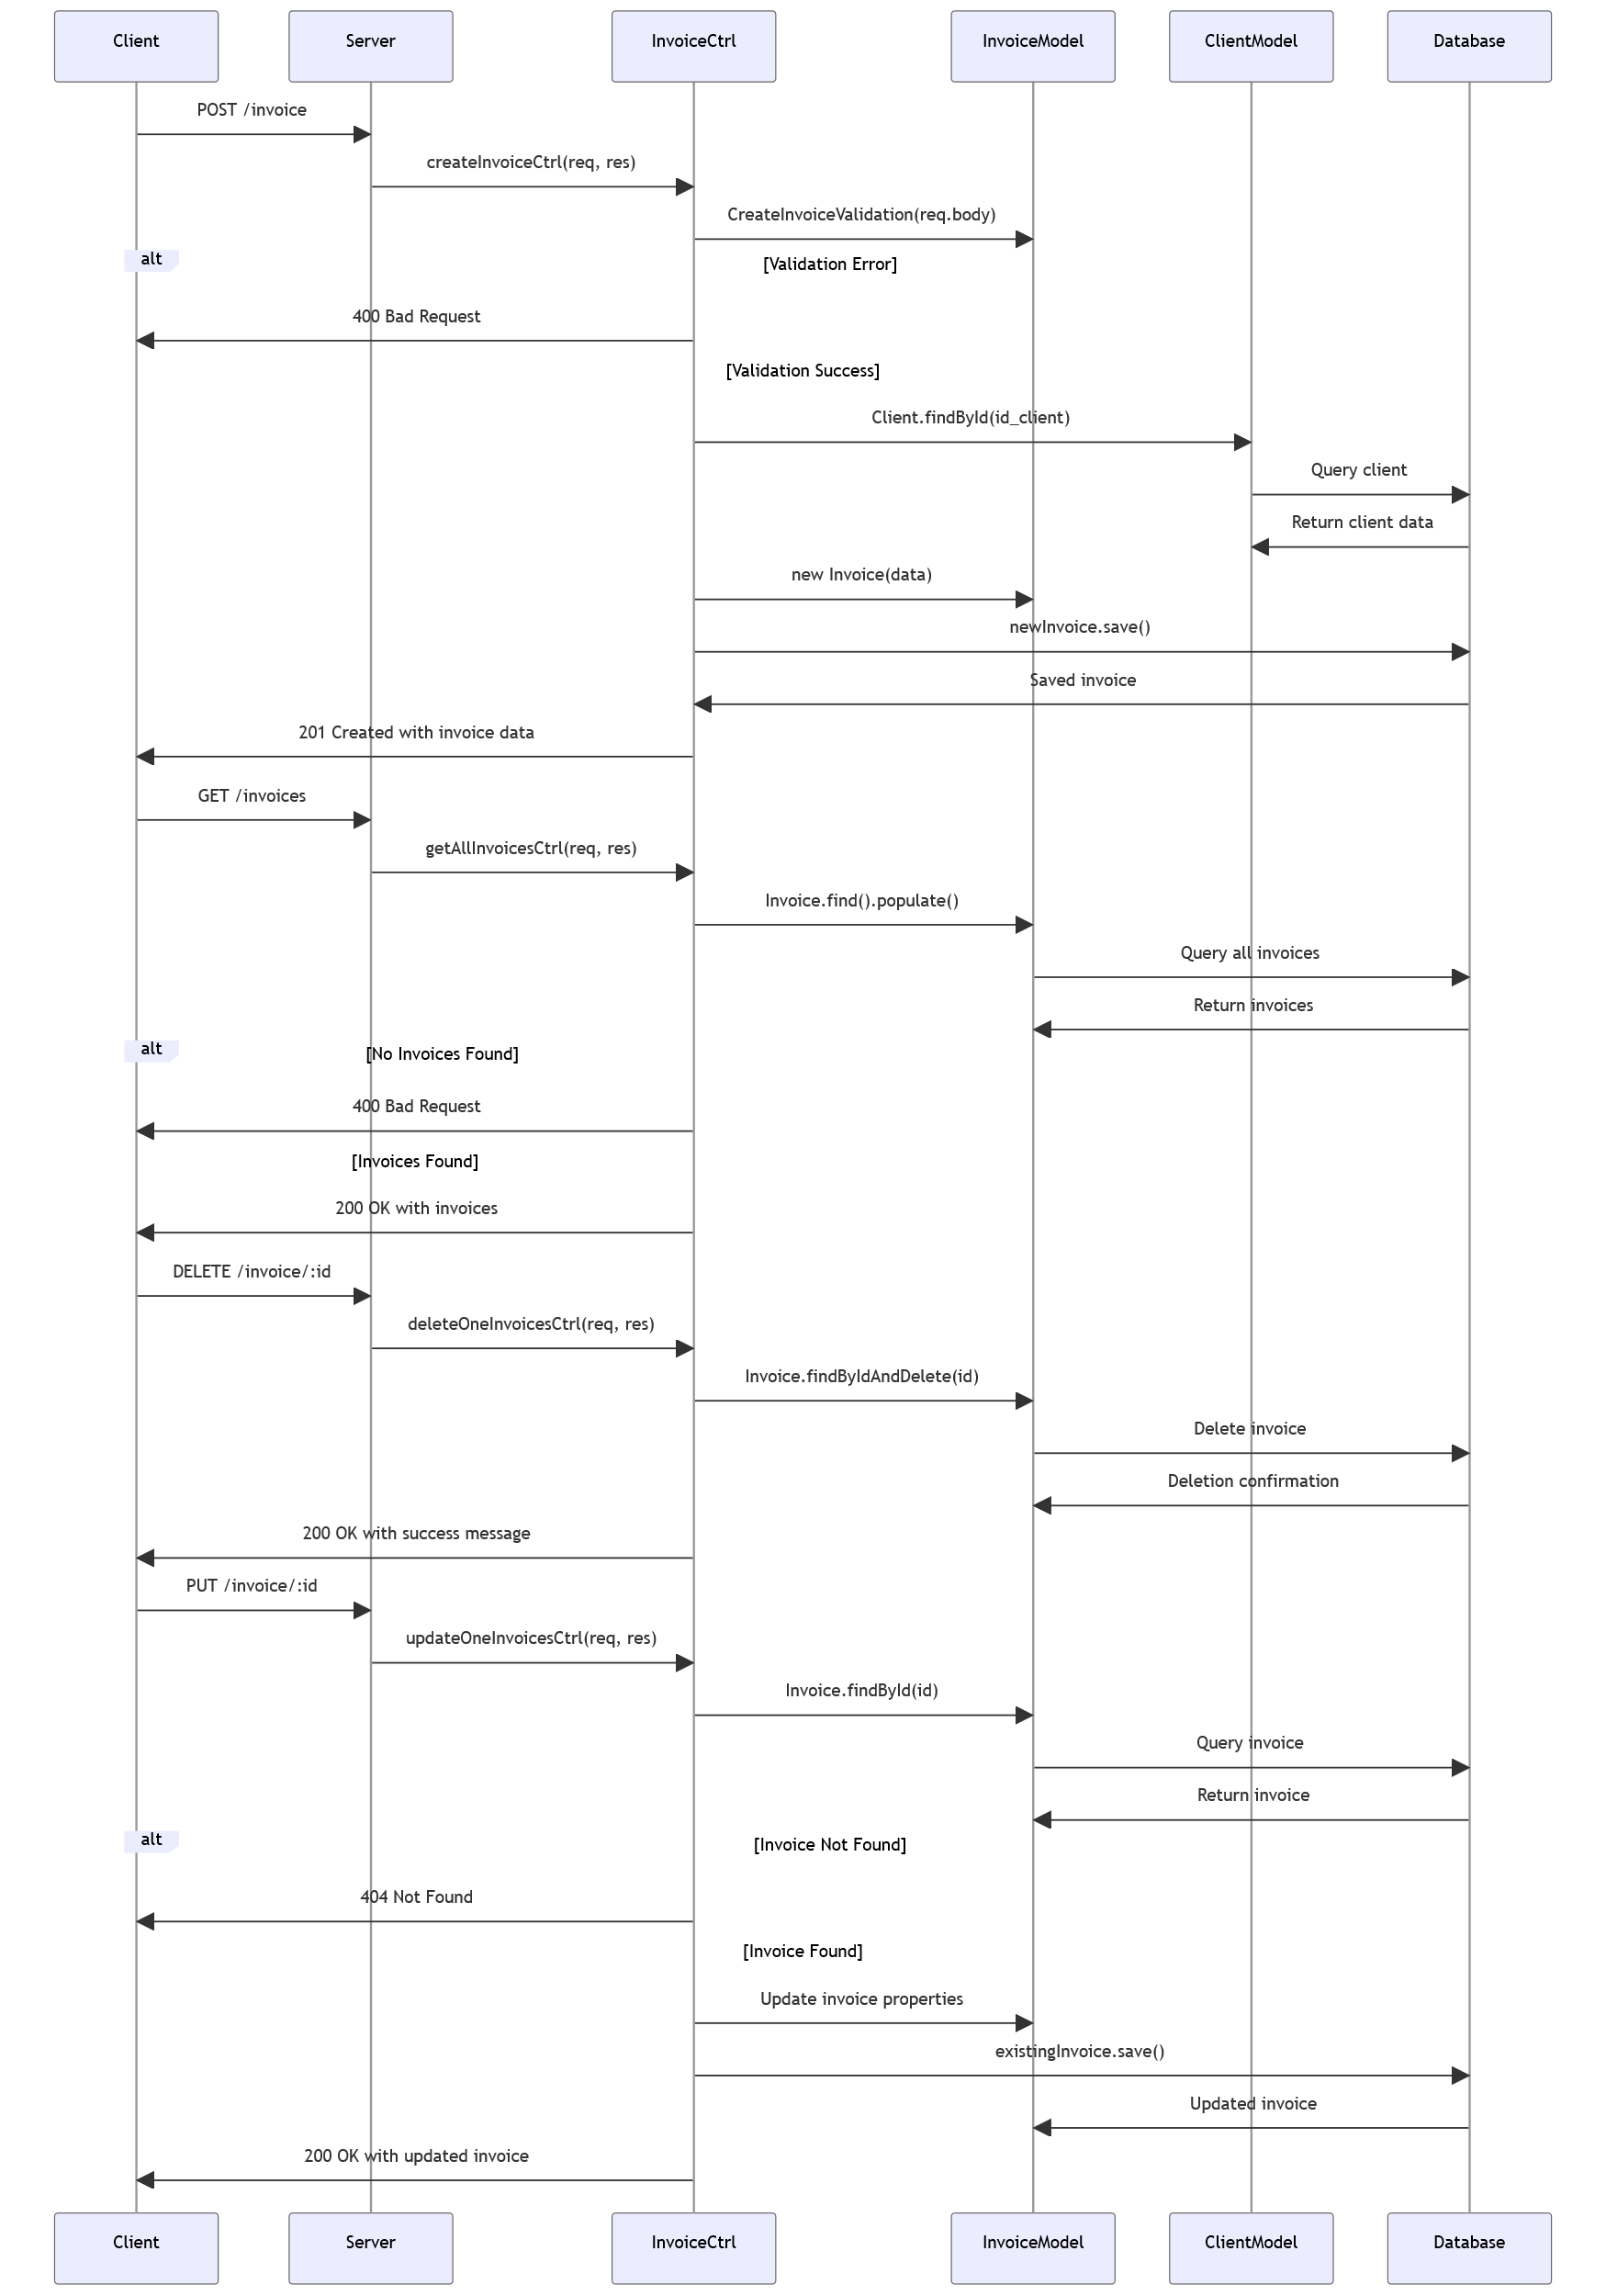 Client
Server
InvoiceCtrl
InvoiceModel
ClientModel
Database
POST /invoice
createInvoiceCtrl(req, res)
CreateInvoiceValidation(req.body)
alt
[Validation Error]
400 Bad Request
[Validation Success]
Client.findById(id_client)
Query client
Return client data
new Invoice(data)
newInvoice.save()
Saved invoice
201 Created with invoice data
GET /invoices
getAllInvoicesCtrl(req, res)
Invoice.find().populate()
Query all invoices
Return invoices
alt
[No Invoices Found]
400 Bad Request
[Invoices Found]
200 OK with invoices
DELETE /invoice/:id
deleteOneInvoicesCtrl(req, res)
Invoice.findByIdAndDelete(id)
Delete invoice
Deletion confirmation
200 OK with success message
PUT /invoice/:id
updateOneInvoicesCtrl(req, res)
Invoice.findById(id)
Query invoice
Return invoice
alt
[Invoice Not Found]
404 Not Found
[Invoice Found]
Update invoice properties
existingInvoice.save()
Updated invoice
200 OK with updated invoice
Client
Server
InvoiceCtrl
InvoiceModel
ClientModel
Database